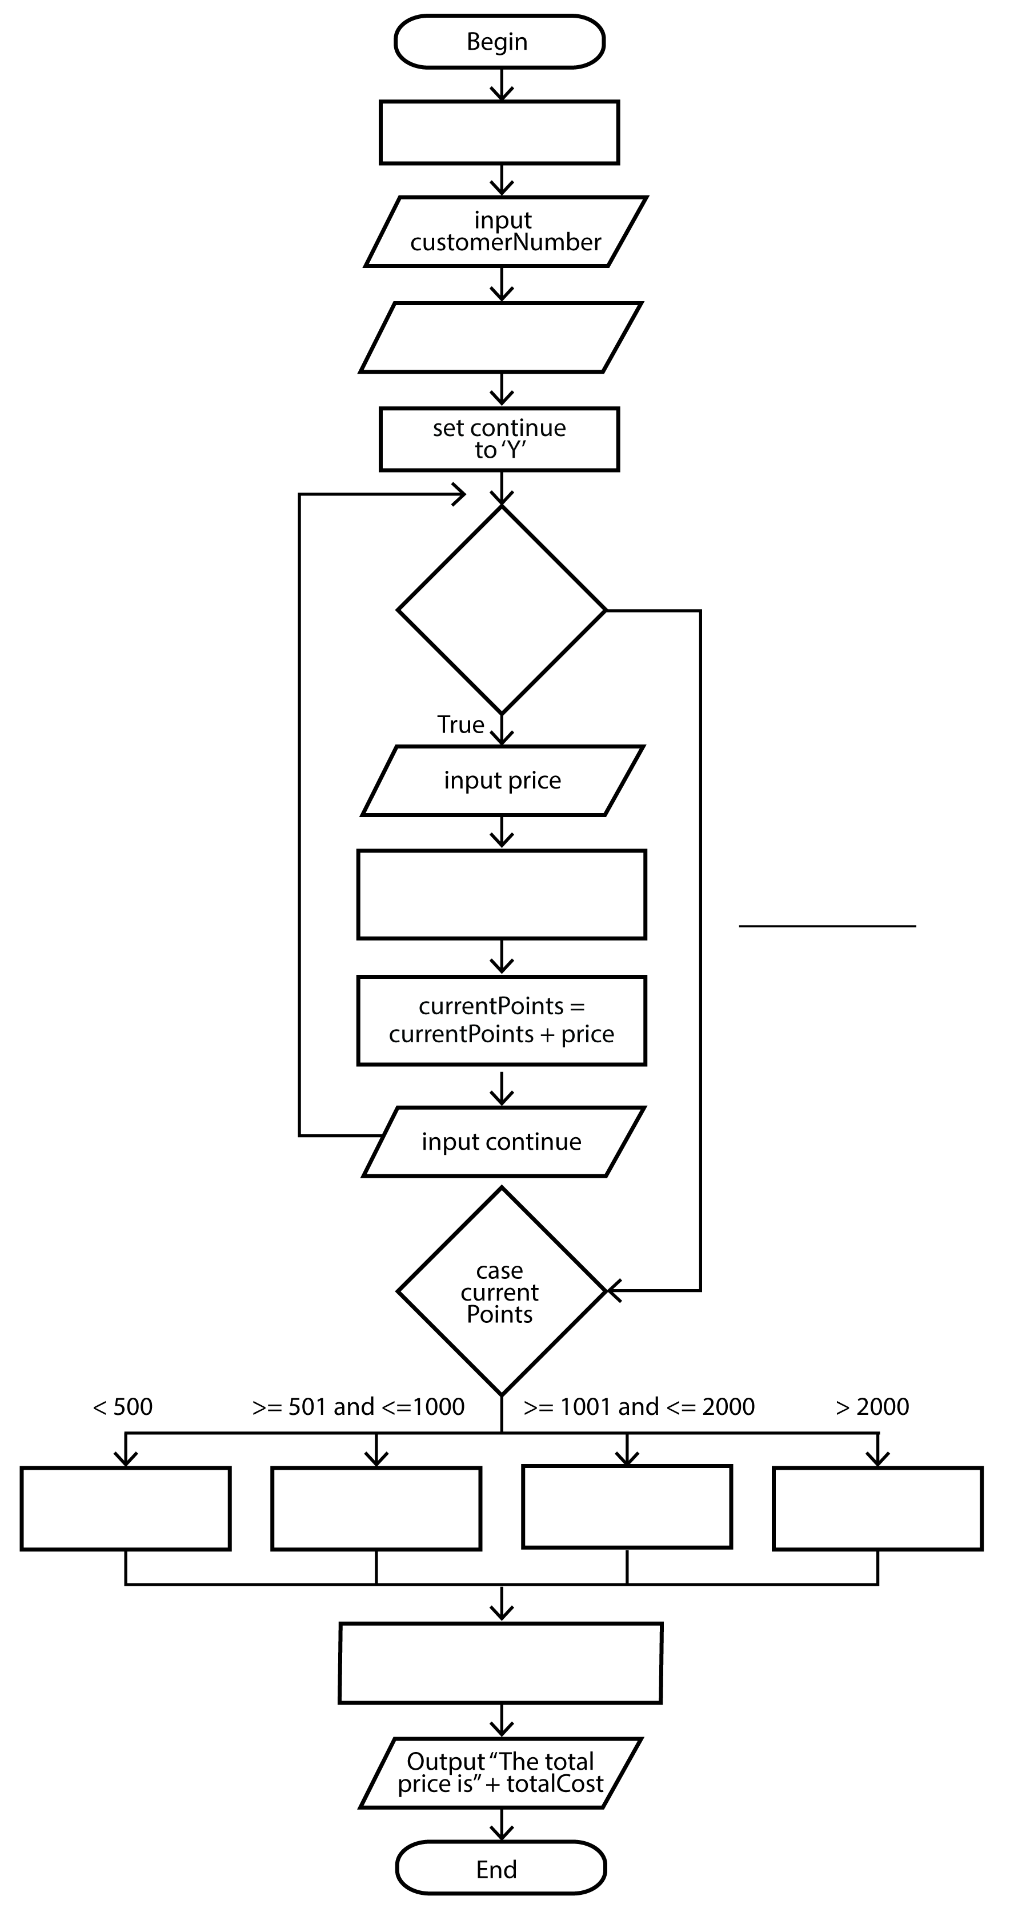 Begin
input
customerNumber
set continue
to ‘Y’
True
input price
currentPoints =
currentPoints + price
input continue
case
current
Points
< 500
>= 501 and <=1000
>= 1001 and <= 2000
> 2000
Output “The total
price is” + totalCost
End